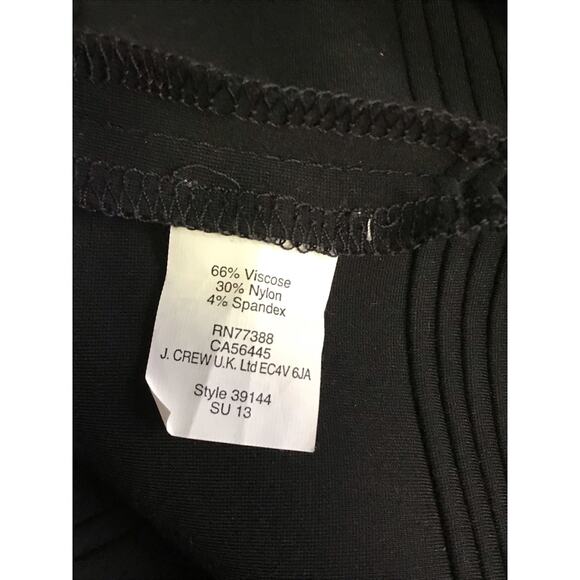 66% Viscose
30% Nylon
4% Spandex
RN77388
CA56445
J. CREW U.K. Ltd EC4V 6JA
Style 39144
SU 13